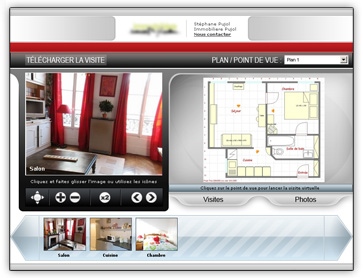 Stéphane Pujol
Immobilière Pujol
Nous contacter
TÉLÉCHARGER LA VISITE
PLAN / POINT DE VUE :
Plan 1
Chambre
Séjour
Salle de bain
Cuisine
Salon
Cliquez et faites glisser l'image ou utilisez les icônes
x2
Cliquez sur le point de vue pour lancer la visite virtuelle
Visites
Photos
Salon
Cuisine
Chambre